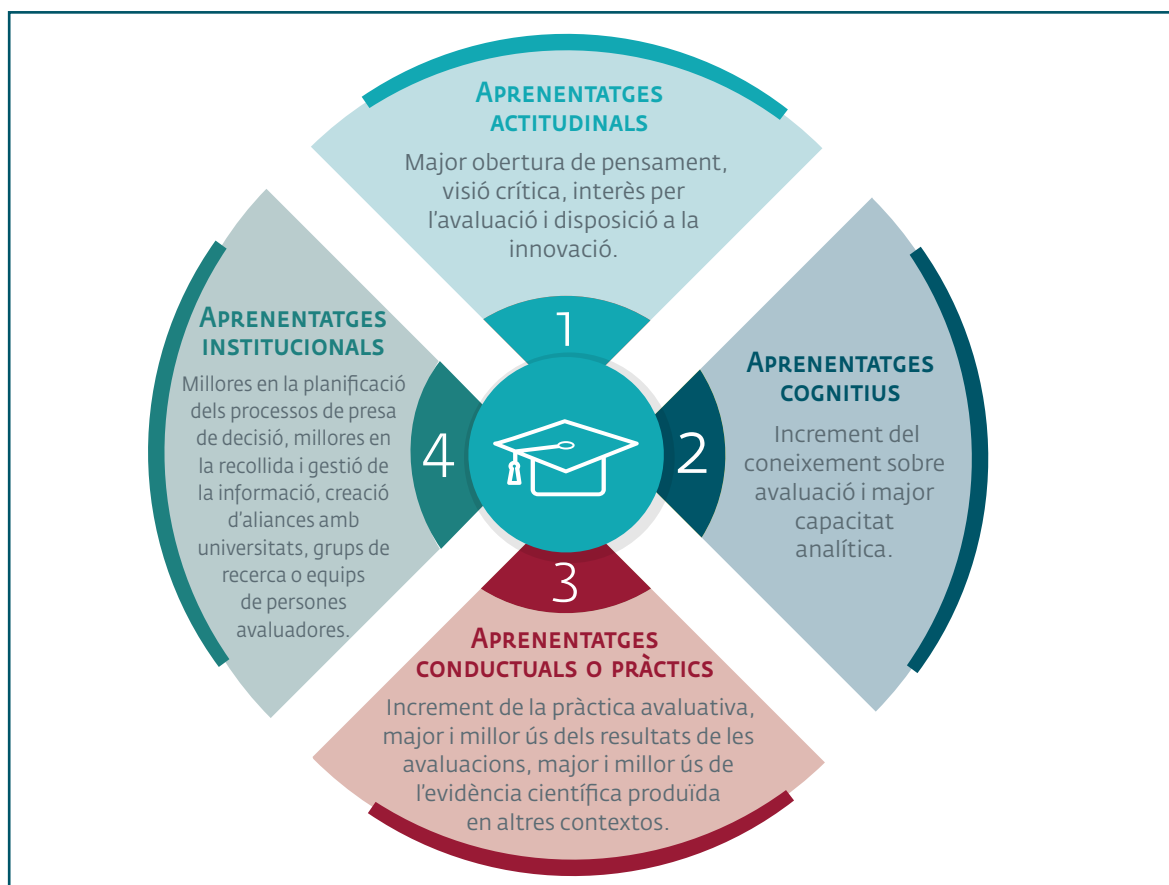 APRENENTATGES
ACTITUDINALS
Major obertura de pensament,
visió crítica, interès per
l'avaluació i disposició a la
innovació.
1
APRENENTATGES
COGNITIUS
Increment del
coneixement sobre
avaluació i major
capacitat
analítica.
2
APRENENTATGES
CONDUCTUALS O PRÀCTICS
Increment de la pràctica avaluativa,
major i millor ús dels resultats de les
avaluacions, major i millor ús de
l'evidència científica produïda
en altres contextos.
3
APRENENTATGES
INSTITUCIONALS
Millores en la planificació
dels processos de presa
de decisió, millores en
la recollida i gestió de
la informació, creació
d'aliances amb
universitats, grups de
recerca o equips
de persones
avaluadores.
4